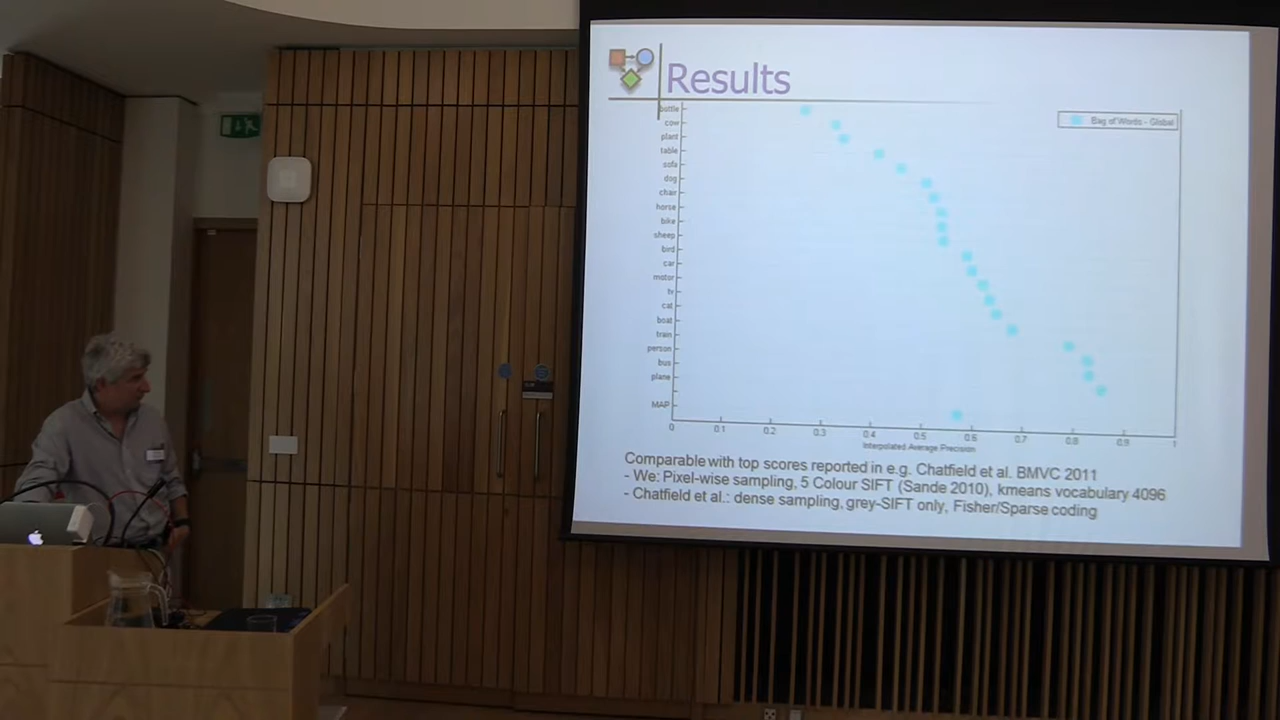 Results
bottle
cow
plant
table
sofa
dog
chair
horse
bike
sheep
bird
car
motor
tv
cat
boat
train
person
bus
plane
MAP
Bag of Words - Global
0 0.1 0.2 0.3 0.4 0.5 0.6 0.7 0.8 0.9 1
Interpolated Average Precision
Comparable with top scores reported in e.g. Chatfield et al. BMVC 2011
- We: Pixel-wise sampling, 5 Colour SIFT (Sande 2010), kmeans vocabulary 4096
- Chatfield et al.: dense sampling, grey-SIFT only, Fisher/Sparse coding